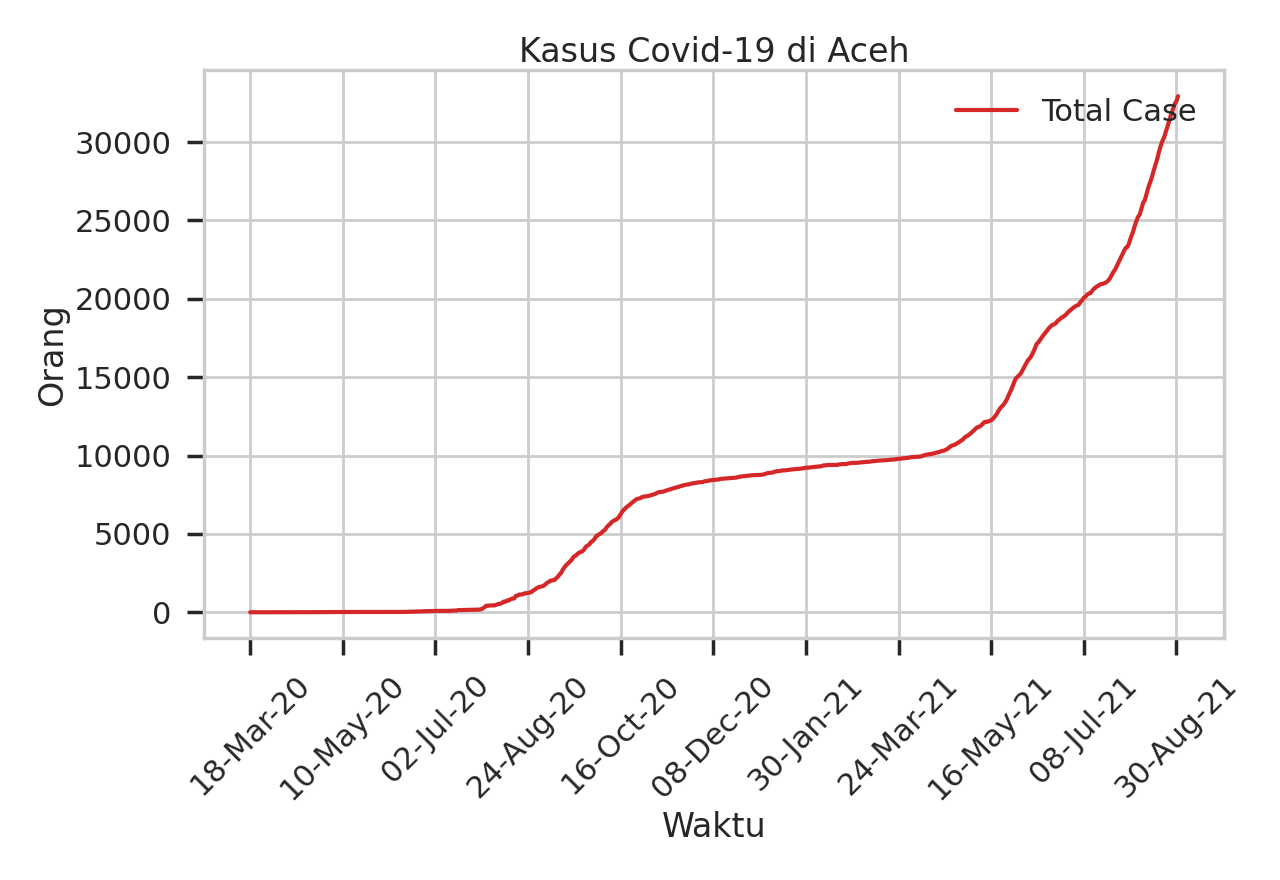 Kasus Covid-19 di Aceh
Total Case
30000
25000
20000
15000
10000
5000
0
Orang
18-Mar-20
10-May-20
02-Jul-20
24-Aug-20
16-Oct-20
08-Dec-20
30-Jan-21
24-Mar-21
16-May-21
08-Jul-21
30-Aug-21
Waktu